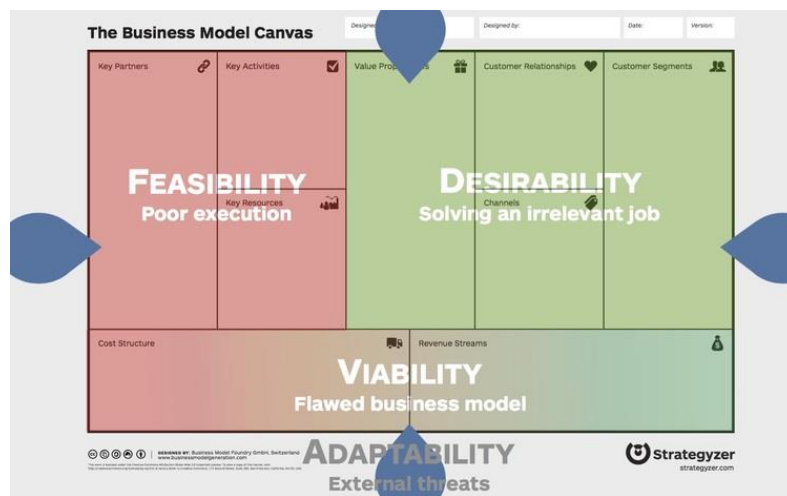 The Business Model Canvas
Designed by:
Date:
Version:
Key Partners
Key Activities
Customer Relationships
Customer Segments
FEASIBILITY
Poor execution
Key Resources
DESIRABILITY
Solving an irrelevant job
Channels
Cost Structure
Revenue Streams
VIABILITY
Flawed business model
ADAPTABILITY
External threats
DESIGNED BY: Business Model Foundry GmbH, Switzerland
www.businessmodelgeneration.com
Strategyzer
strategyzer.com